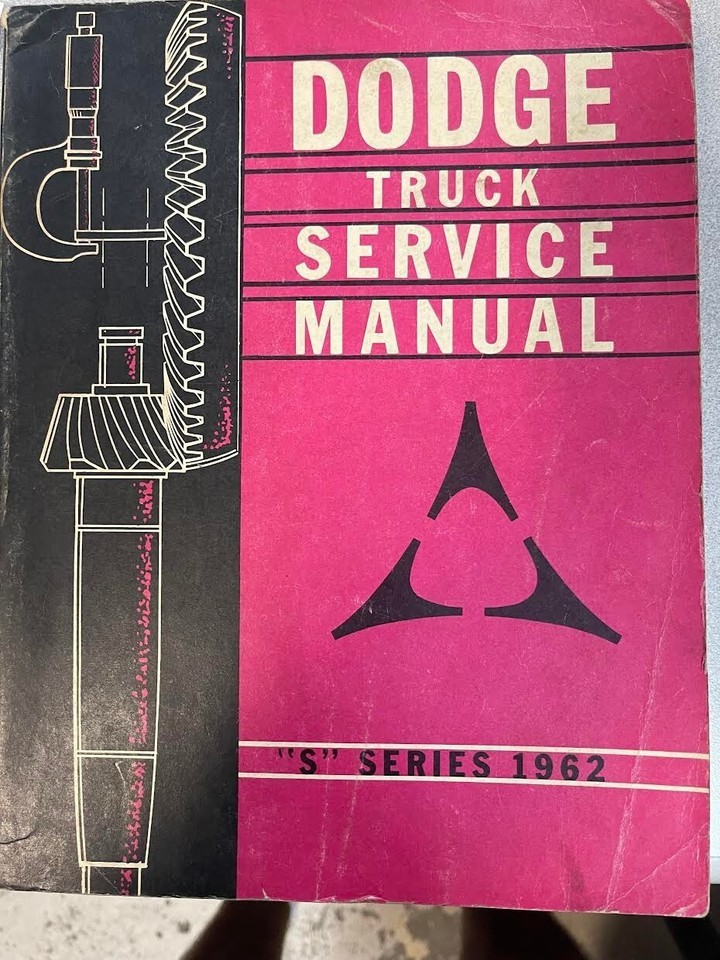 DODGE
TRUCK
SERVICE
MANUAL
"S" SERIES 1962